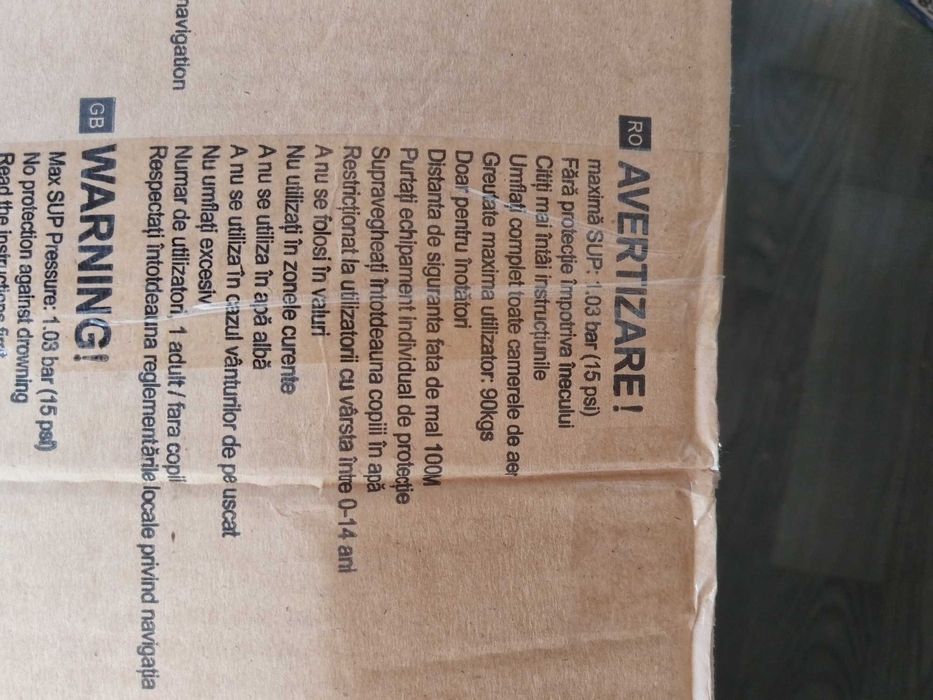 navigation
RO AVERTIZARE!
maximă SUP: 1.03 bar (15 psi)
Fără protecție împotriva înecului
Citiți mai întâi instrucțiunile
Umflați complet toate camerele de aer
Greutate maxima utilizator: 90kgs
Doar pentru înotători
Distanta de siguranta fata de mal 100M
Purtați echipament individual de protecție
Supravegheați întotdeauna copiii în apă
Restricționat la utilizatorii cu vârsta între 0-14 ani
A nu se folosi în valuri
Nu utilizați în zonele curente
A nu se utiliza în apă albă
A nu se utiliza în cazul vânturilor de pe uscat
Nu umflați excesiv
Numar de utilizatori, 1 adult / fara copii
Respectați întotdeauna reglementările locale privind navigația
GB WARNING!
Max SUP Pressure: 1.03 bar (15 psi)
No protection against drowning
Read the instructions first